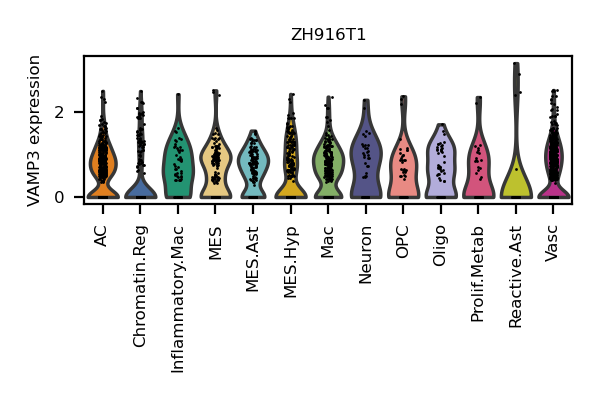 ZH916T1
VAMP3 expression
2
0
AC
Chromatin.Reg
Inflammatory.Mac
MES
MES.Ast
MES.Hyp
Mac
Neuron
OPC
Oligo
Prolif.Metab
Reactive.Ast
Vasc